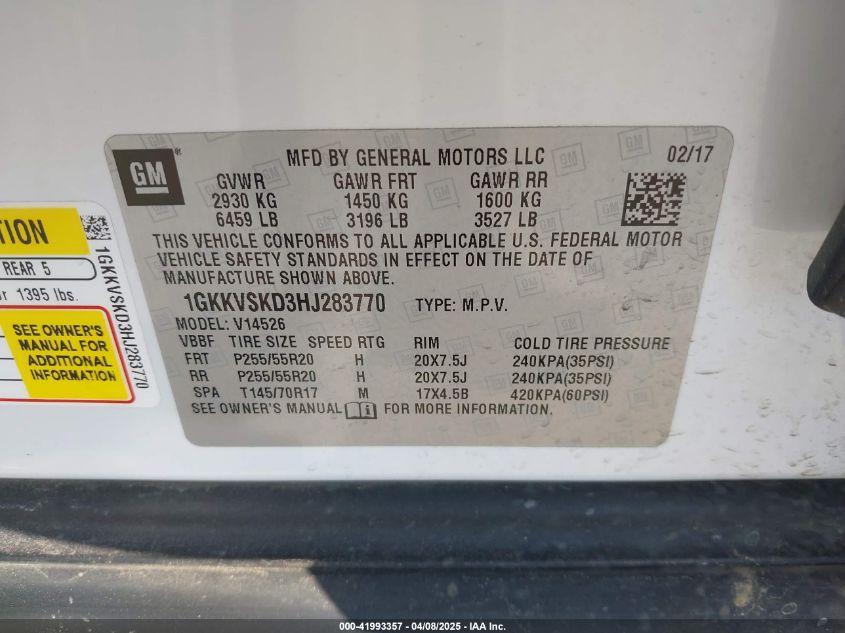 GM
MFD BY GENERAL MOTORS LLC 02/17
GVWR GAWR FRT GAWR RR
2930 KG 1450 KG 1600 KG
6459 LB 3196 LB 3527 LB
THIS VEHICLE CONFORMS TO ALL APPLICABLE U.S. FEDERAL MOTOR
VEHICLE SAFETY STANDARDS IN EFFECT ON THE DATE OF
MANUFACTURE SHOWN ABOVE.
1GKKVSKD3HJ283770 TYPE: M.P.V.
MODEL: V14526
VBBF TIRE SIZE SPEED RTG RIM COLD TIRE PRESSURE
FRT P255/55R20 H 20X7.5J 240KPA(35PSI)
RR P255/55R20 H 20X7.5J 240KPA(35PSI)
SPA T145/70R17 M 17X4.5B 420KPA(60PSI)
SEE OWNER'S MANUAL FOR MORE INFORMATION.
REAR 5
1395 lbs.
SEE OWNER'S
MANUAL FOR
ADDITIONAL
INFORMATION
1GKKVSKD3HJ283770
000-41993357 - 04/08/2025 - IAA Inc.